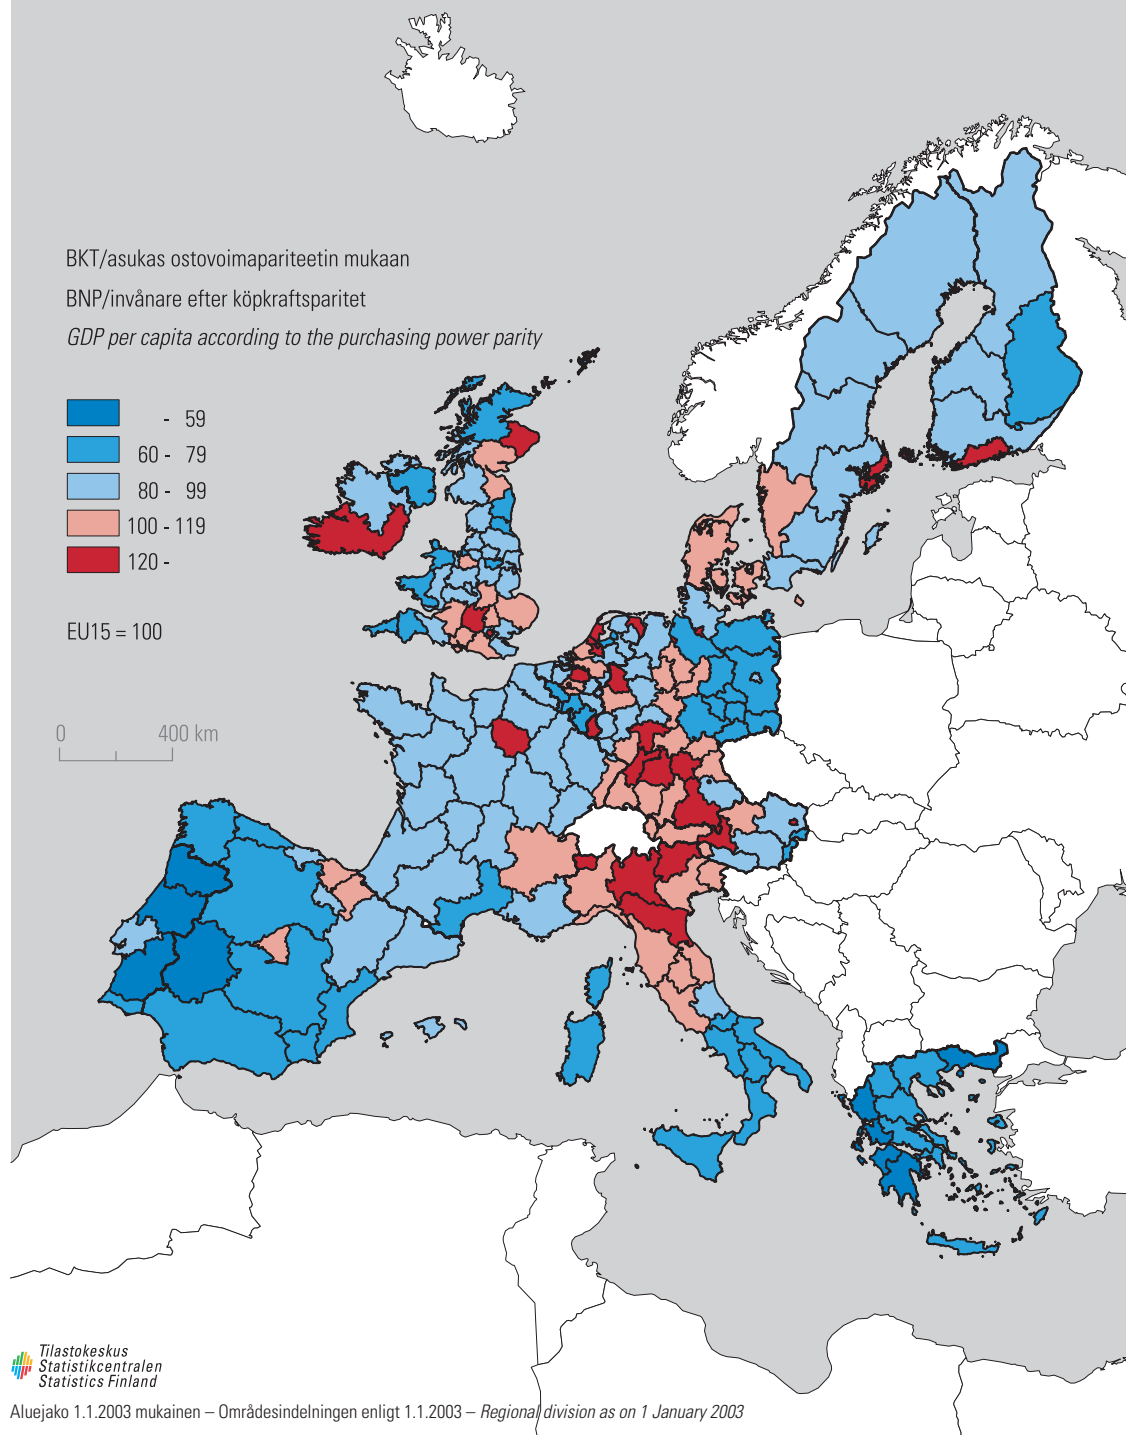 BKT/asukas ostovoimapariteetin mukaan
BNP/invånare efter köpkraftsparitet
GDP per capita according to the purchasing power parity
- 59
60 - 79
80 - 99
100 - 119
120 -
EU15 = 100
0 400 km
Tilastokeskus
Statistikcentralen
Statistics Finland
Aluejako 1.1.2003 mukainen – Områdesindelningen enligt 1.1.2003 – Regional division as on 1 January 2003